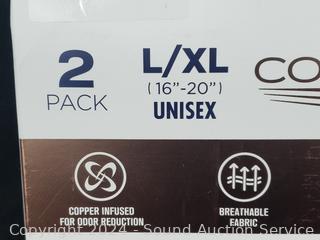 2
PACK
L/XL
(16"-20")
UNISEX
CO
COPPER INFUSED
FOR ODOR REDUCTION
BREATHABLE
FABRIC
Copyright 2024 - Sound Auction Service